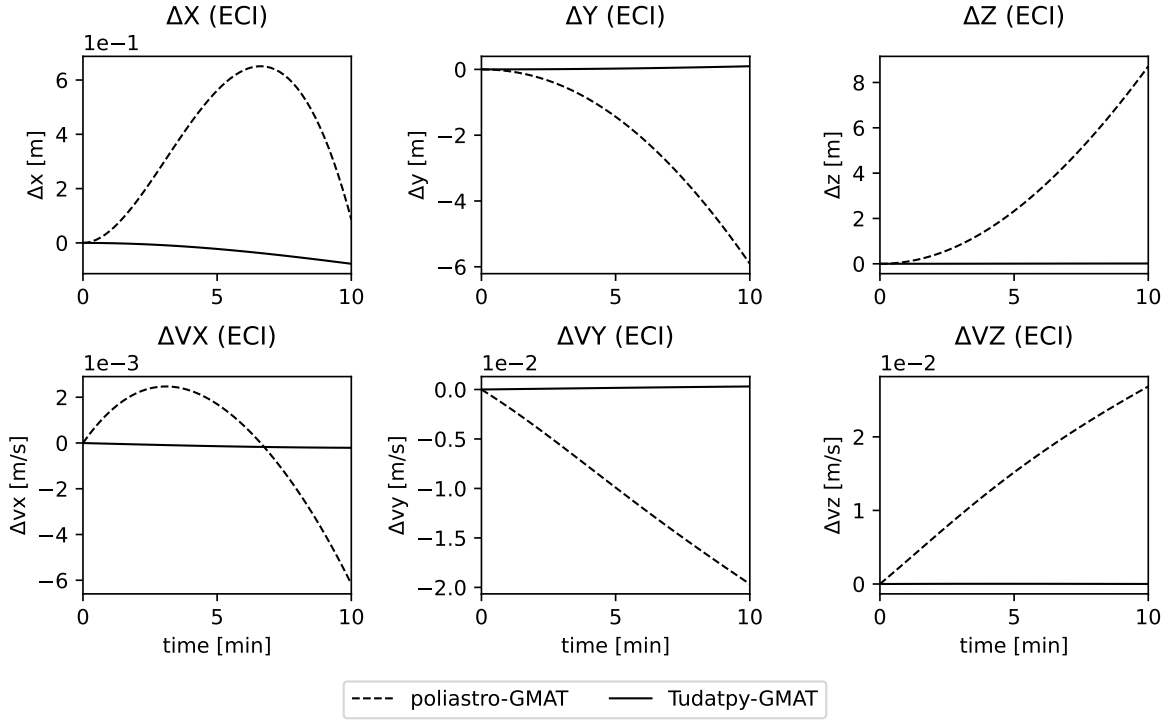 ΔX (ECI)
ΔY (ECI)
ΔZ (ECI)
1e−1
6
4
2
0
Δx [m]
0
5
10
0
−2
−4
−6
Δy [m]
0
5
10
8
6
4
2
0
Δz [m]
0
5
10
ΔVX (ECI)
ΔVY (ECI)
ΔVZ (ECI)
1e−3
2
0
−2
−4
−6
Δvx [m/s]
0
5
10
time [min]
1e−2
0.0
−0.5
−1.0
−1.5
−2.0
Δvy [m/s]
0
5
10
time [min]
1e−2
2
1
0
Δvz [m/s]
0
5
10
time [min]
poliastro-GMAT
Tudatpy-GMAT